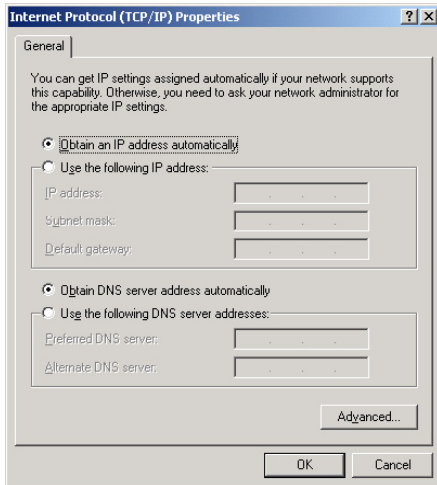 Internet Protocol (TCP/IP) Properties
General
You can get IP settings assigned automatically if your network supports
this capability. Otherwise, you need to ask your network administrator for
the appropriate IP settings.
Obtain an IP address automatically
Use the following IP address:
IP address:
Subnet mask:
Default gateway:
Obtain DNS server address automatically
Use the following DNS server addresses:
Preferred DNS server:
Alternate DNS server:
Advanced...
OK
Cancel